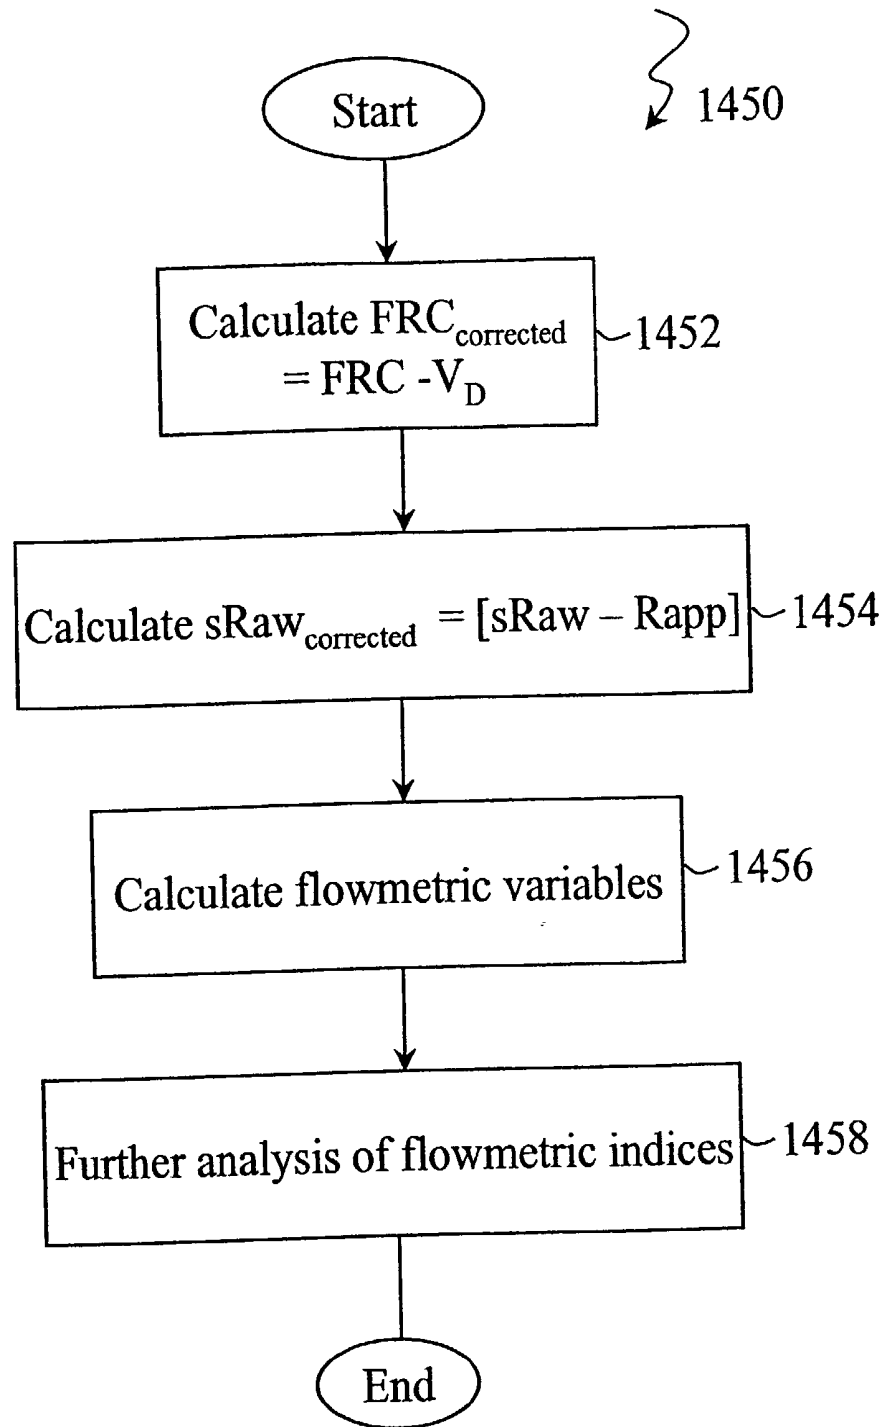 Start
1450
Calculate FRCcorrected
= FRC -VD
1452
Calculate sRawcorrected = [sRaw – Rapp]
1454
Calculate flowmetric variables
1456
Further analysis of flowmetric indices
1458
End